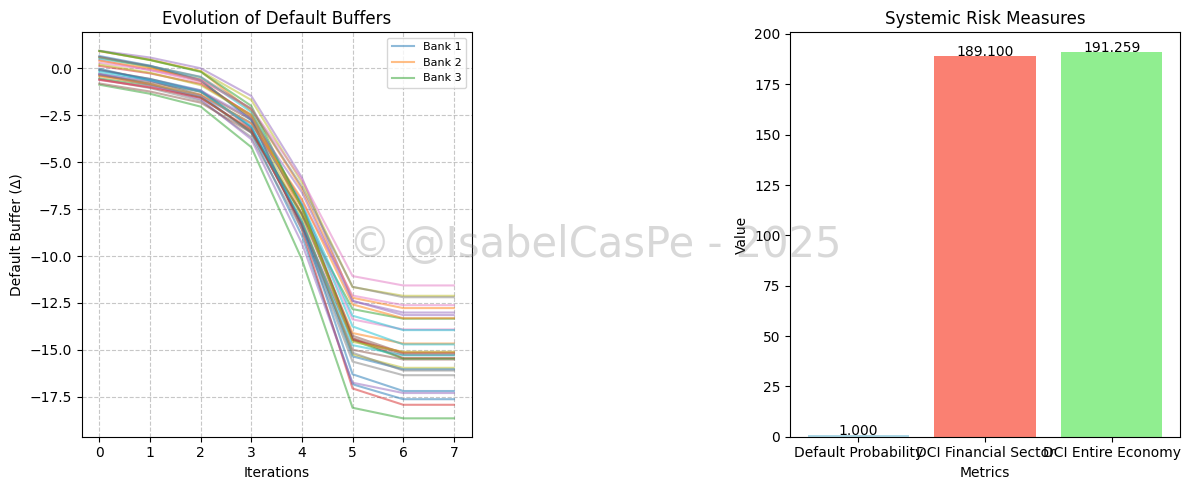 Evolution of Default Buffers
Default Buffer (Δ)
0.0
−2.5
−5.0
−7.5
−10.0
−12.5
−15.0
−17.5
Bank 1
Bank 2
Bank 3
0 1 2 3 4 5 6 7
Iterations
© @IsabelCasPe - 2025
Systemic Risk Measures
Value
200
175
150
125
100
75
50
25
0
1.000
189.100
191.259
Default Probability DCI Financial Sector DCI Entire Economy
Metrics